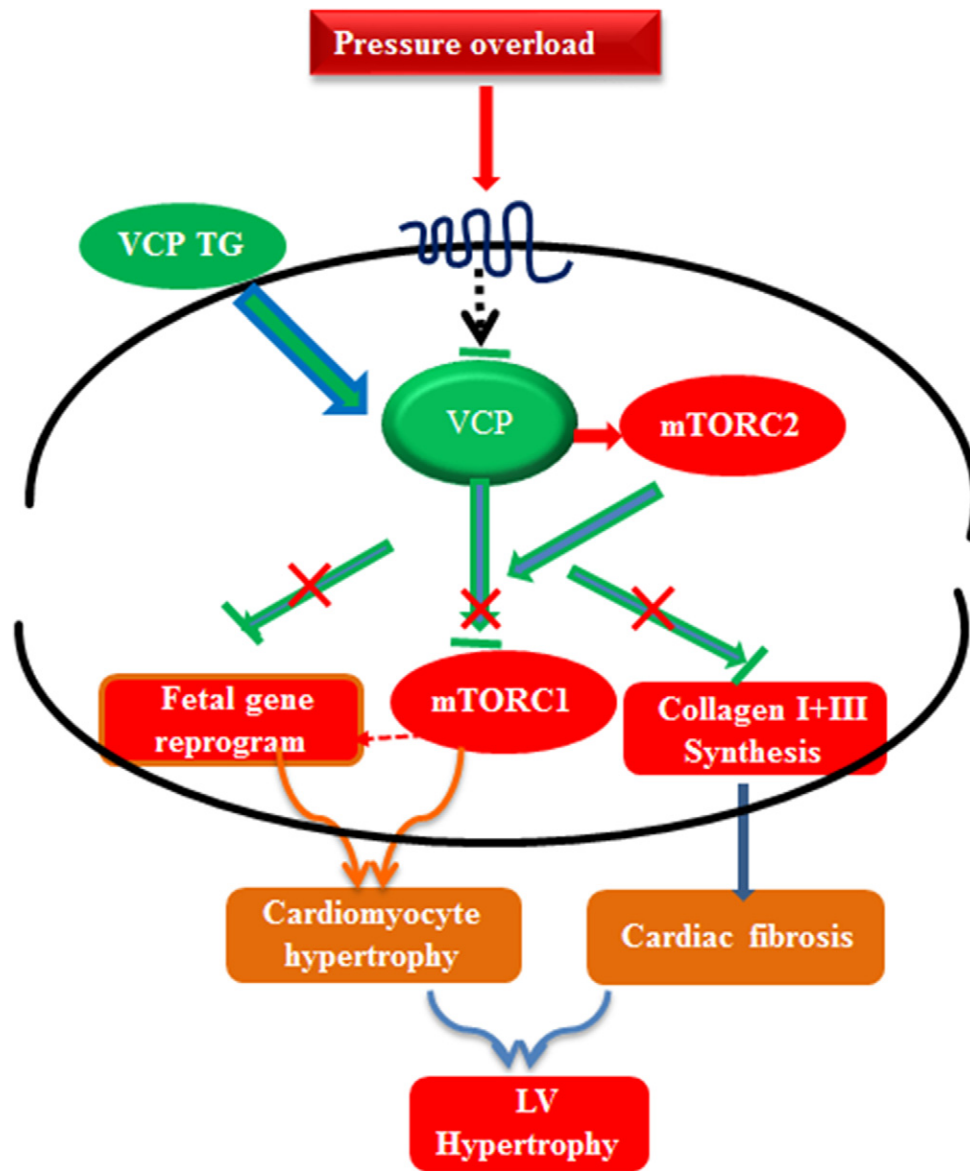 Pressure overload
VCP TG
VCP
mTORC2
Fetal gene
reprogram
mTORC1
Collagen I+III
Synthesis
Cardiomyocyte
hypertrophy
Cardiac fibrosis
LV
Hypertrophy